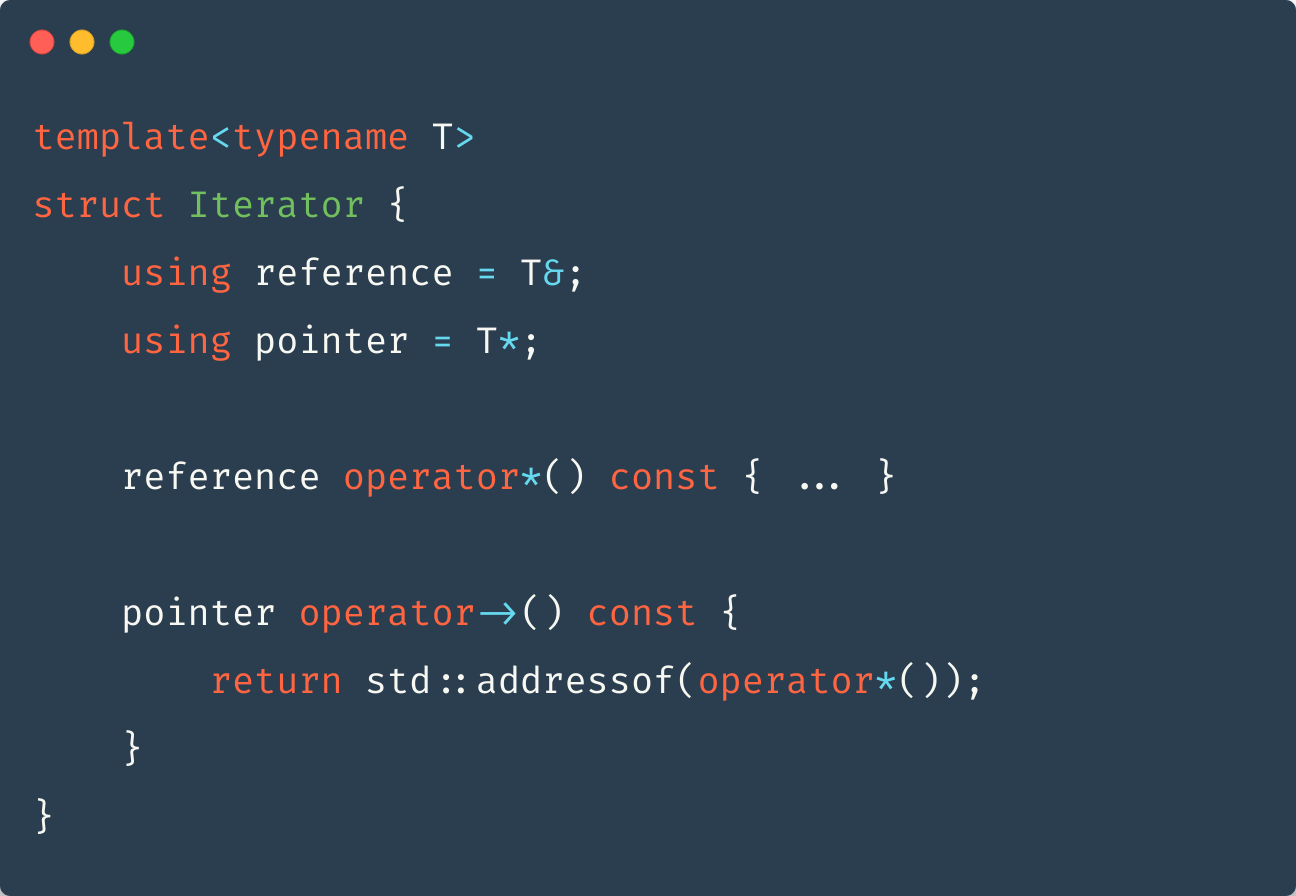 template<typename T>
struct Iterator {
    using reference = T&;
    using pointer = T*;
    reference operator*() const { ... }
    pointer operator->() const {
        return std::addressof(operator*());
    }
}